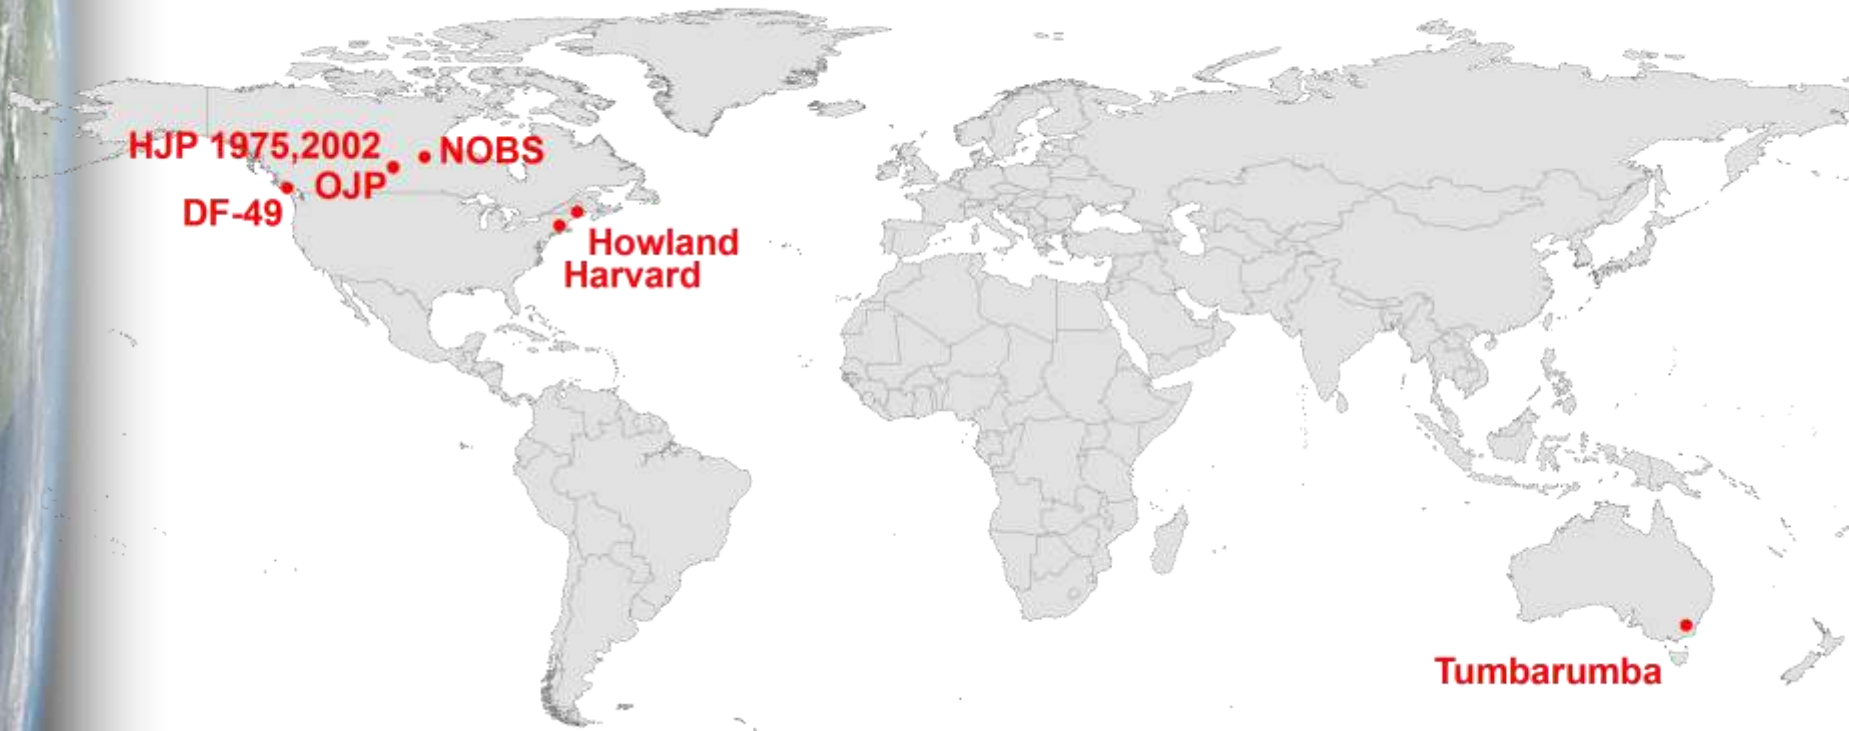 HJP 1975,2002
NOBS
OJP
DF-49
Howland
Harvard
Tumbarumba